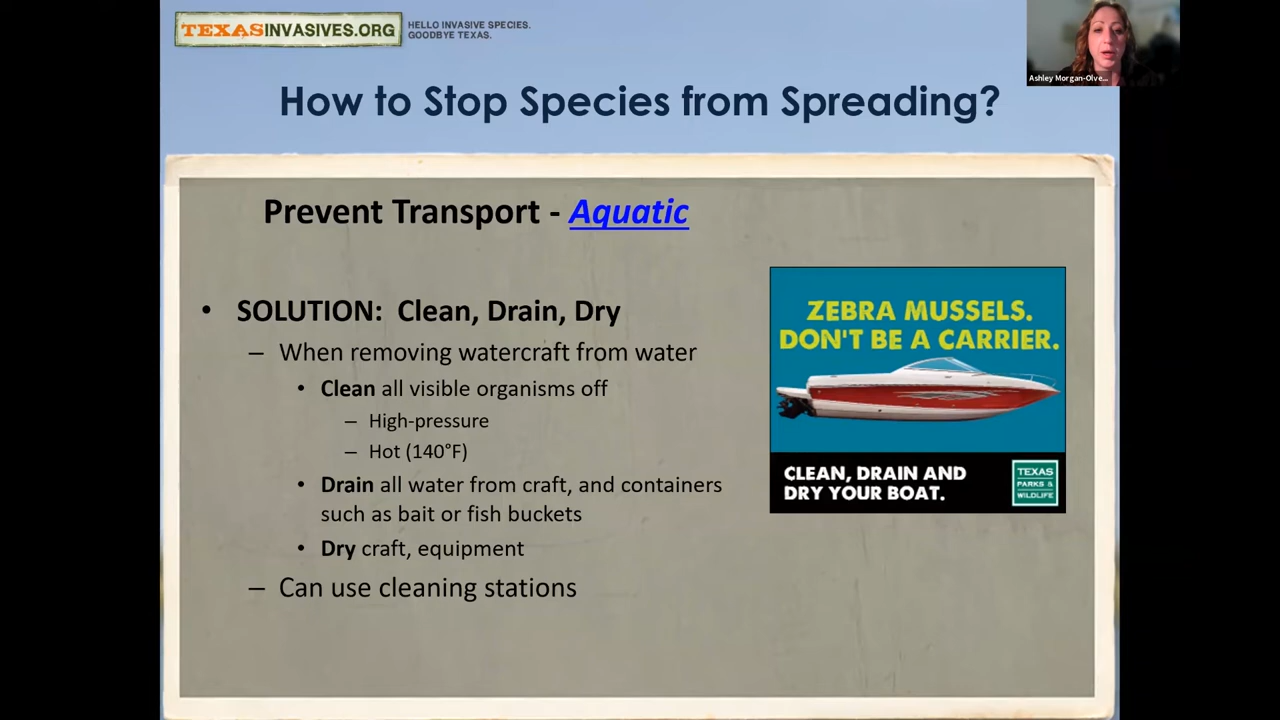 TEXASINVASIVES.ORG
HELLO INVASIVE SPECIES.
GOODBYE TEXAS.
Ashley Morgan-Olve...
How to Stop Species from Spreading?
Prevent Transport - Aquatic
• SOLUTION: Clean, Drain, Dry
– When removing watercraft from water
• Clean all visible organisms off
– High-pressure
– Hot (140°F)
• Drain all water from craft, and containers
such as bait or fish buckets
• Dry craft, equipment
– Can use cleaning stations
ZEBRA MUSSELS.
DON'T BE A CARRIER.
CLEAN, DRAIN AND
DRY YOUR BOAT.
TEXAS
PARKS &
WILDLIFE